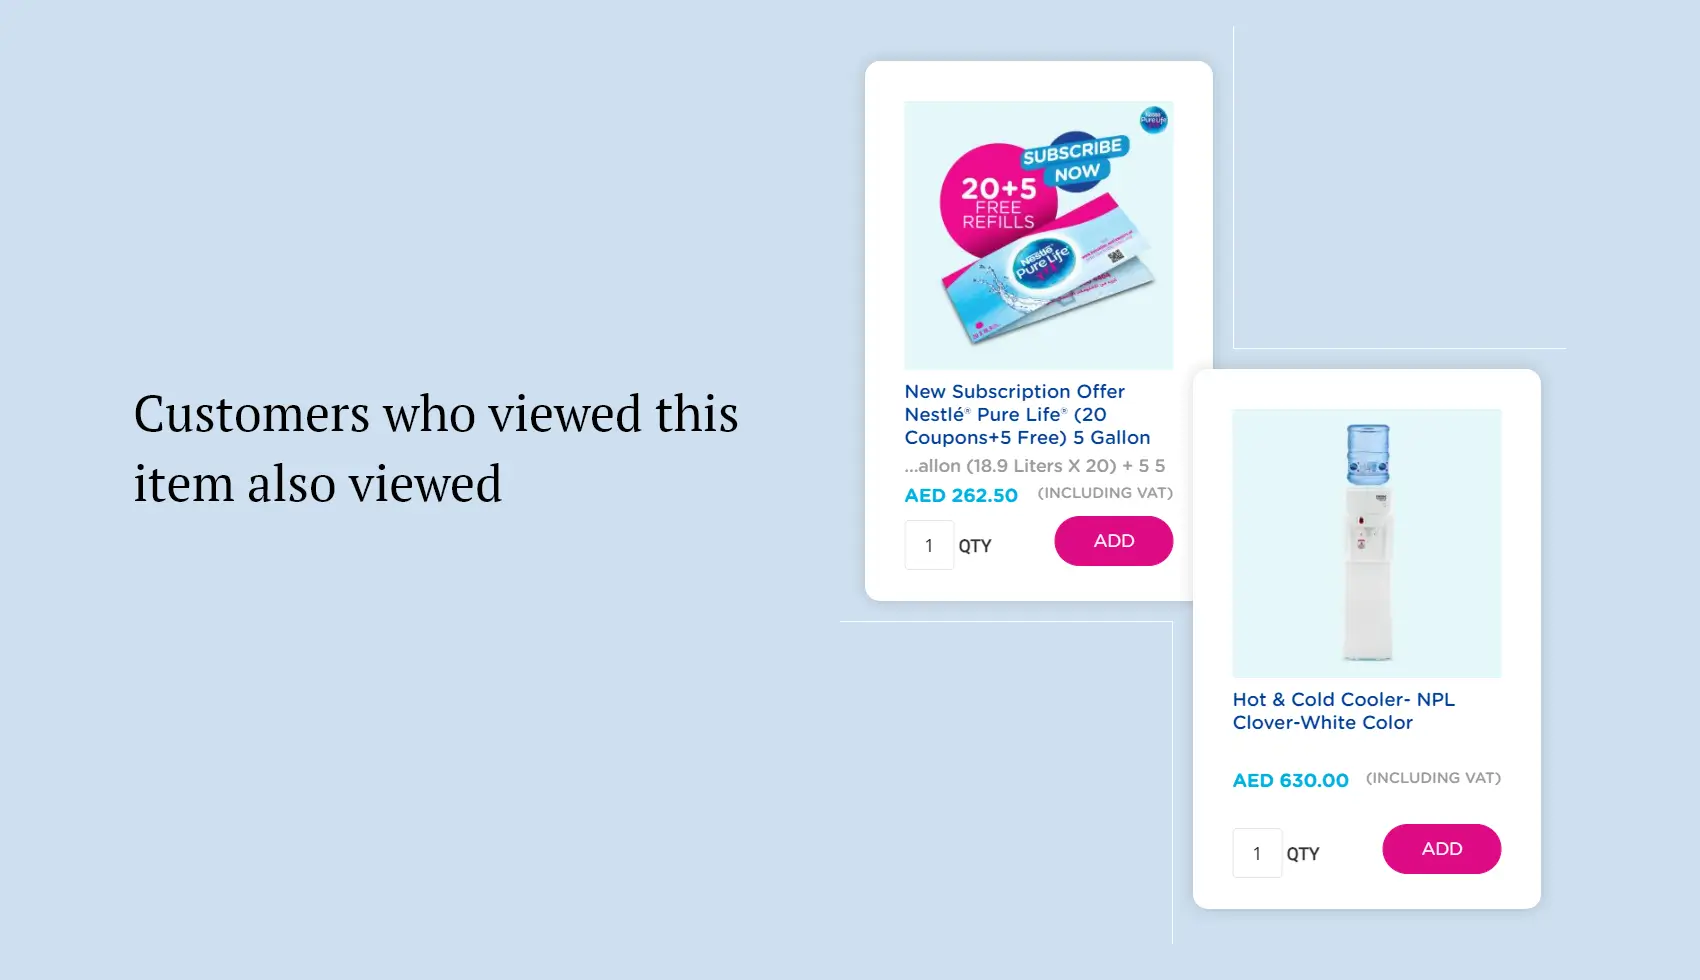 Customers who viewed this
item also viewed
Nestlé
Pure Life
SUBSCRIBE
NOW
20+5
FREE
REFILLS
Nestlé
Pure Life
New Subscription Offer
Nestlé® Pure Life® (20
Coupons+5 Free) 5 Gallon
...allon (18.9 Liters X 20) + 5 5
AED 262.50 (INCLUDING VAT)
1 QTY ADD
Hot & Cold Cooler- NPL
Clover-White Color
AED 630.00 (INCLUDING VAT)
1 QTY ADD